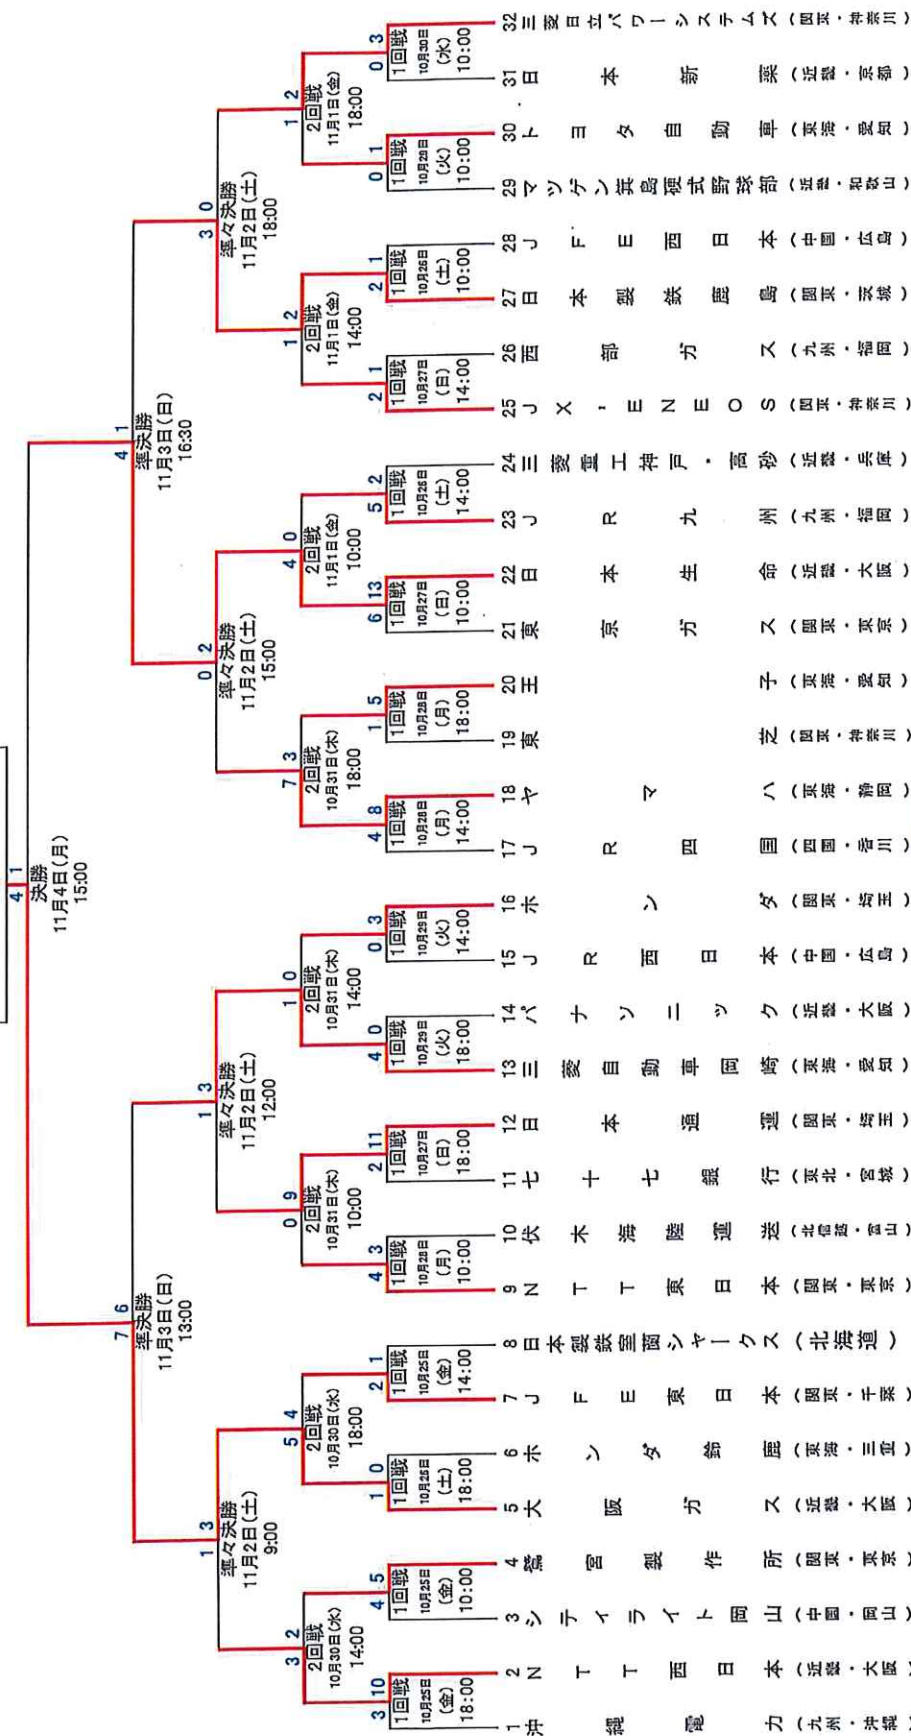 4 1
決勝
11月4日(月)
15:00
7 6
準決勝
11月3日(日)
13:00
4 1
準決勝
11月3日(日)
16:30
1 3
準々決勝
11月2日(土)
9:00
1 3
準々決勝
11月2日(土)
12:00
0 2
準々決勝
11月2日(土)
15:00
3 0
準々決勝
11月2日(土)
18:00
3 2
2回戦
10月30日(水)
14:00
5 4
2回戦
10月30日(水)
18:00
0 9
2回戦
10月31日(木)
10:00
1 0
2回戦
10月31日(木)
14:00
7 3
2回戦
10月31日(木)
18:00
4 0
2回戦
11月1日(金)
10:00
1 2
2回戦
11月1日(金)
14:00
1 2
2回戦
11月1日(金)
18:00
3 10
1回戦
10月25日
(金)
18:00
4 5
1回戦
10月25日
(金)
10:00
1 0
1回戦
10月26日
(土)
18:00
2 1
1回戦
10月25日
(金)
14:00
4 3
1回戦
10月28日
(月)
10:00
2 11
1回戦
10月27日
(日)
18:00
4 0
1回戦
10月29日
(火)
18:00
0 3
1回戦
10月29日
(火)
14:00
4 8
1回戦
10月28日
(月)
14:00
1 5
1回戦
10月28日
(月)
18:00
6 13
1回戦
10月27日
(日)
10:00
5 2
1回戦
10月26日
(土)
14:00
2 1
1回戦
10月27日
(日)
14:00
2 1
1回戦
10月26日
(土)
10:00
0 1
1回戦
10月29日
(火)
10:00
0 3
1回戦
10月30日
(水)
10:00
1 沖縄電力(九州・沖縄)
2 NTT西日本(近畿・大阪)
3 シティライト岡山(中国・岡山)
4 鷺宮製作所(関東・東京)
5 大阪ガス(近畿・大阪)
6 ホンダ鈴鹿(東海・三重)
7 JFE東日本(関東・千葉)
8 日本製鉄室蘭シャークス(北海道)
9 NTT東日本(関東・東京)
10 伏木海陸運送(北信越・富山)
11 七十七銀行(東北・宮城)
12 日本通運(関東・埼玉)
13 三菱自動車岡崎(東海・愛知)
14 パナソニック(近畿・大阪)
15 JR西日本(中国・広島)
16 ホンダ(関東・埼玉)
17 JR四国(四国・香川)
18 ヤマハ(東海・静岡)
19 東芝(関東・神奈川)
20 王子(東海・愛知)
21 東京ガス(関東・東京)
22 日本生命(近畿・大阪)
23 JR九州(九州・福岡)
24 三菱重工神戸・高砂(近畿・兵庫)
25 JX-ENEOS(関東・神奈川)
26 西部ガス(九州・福岡)
27 日本製鉄鹿島(関東・茨城)
28 JFE西日本(中国・広島)
29 マツゲン箕島硬式野球部(近畿・和歌山)
30 トヨタ自動車(東海・愛知)
31 日本新薬(近畿・京都)
32 三菱日立パワーシステムズ(関東・神奈川)